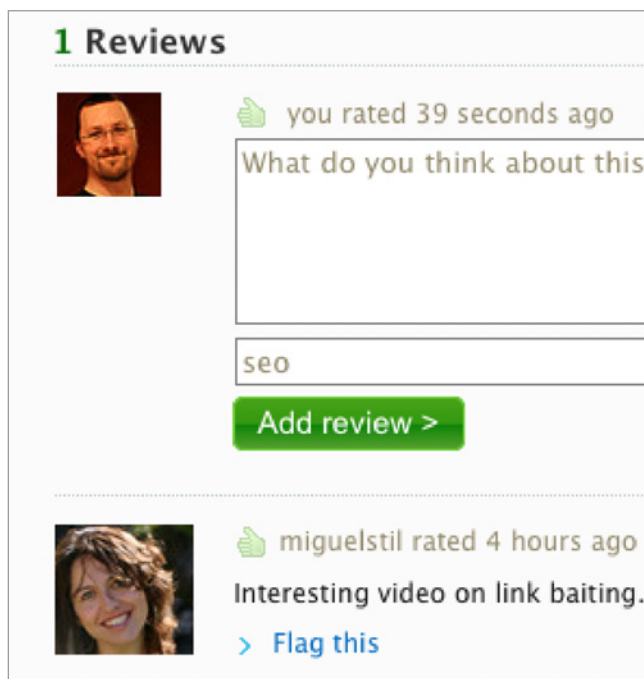 1 Reviews
you rated 39 seconds ago
What do you think about this
seo
Add review >
miguelstil rated 4 hours ago
Interesting video on link baiting.
> Flag this